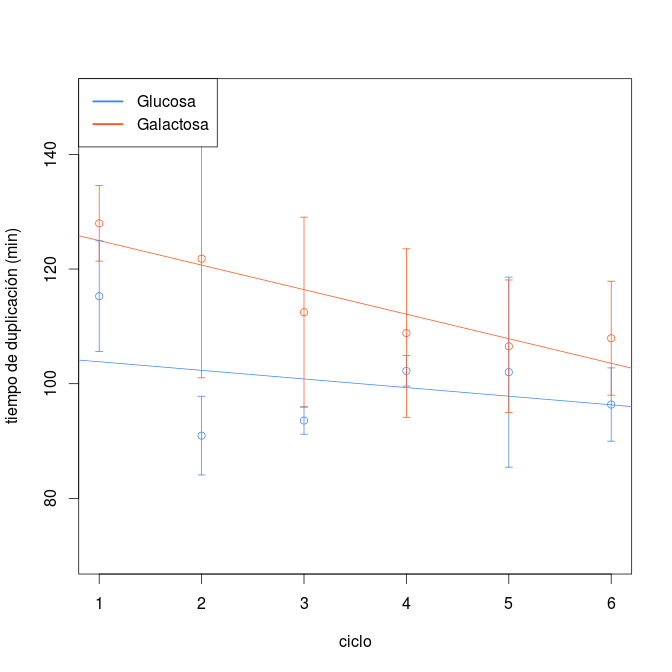 Glucosa
Galactosa
tiempo de duplicación (min)
140
120
100
80
1 2 3 4 5 6
ciclo